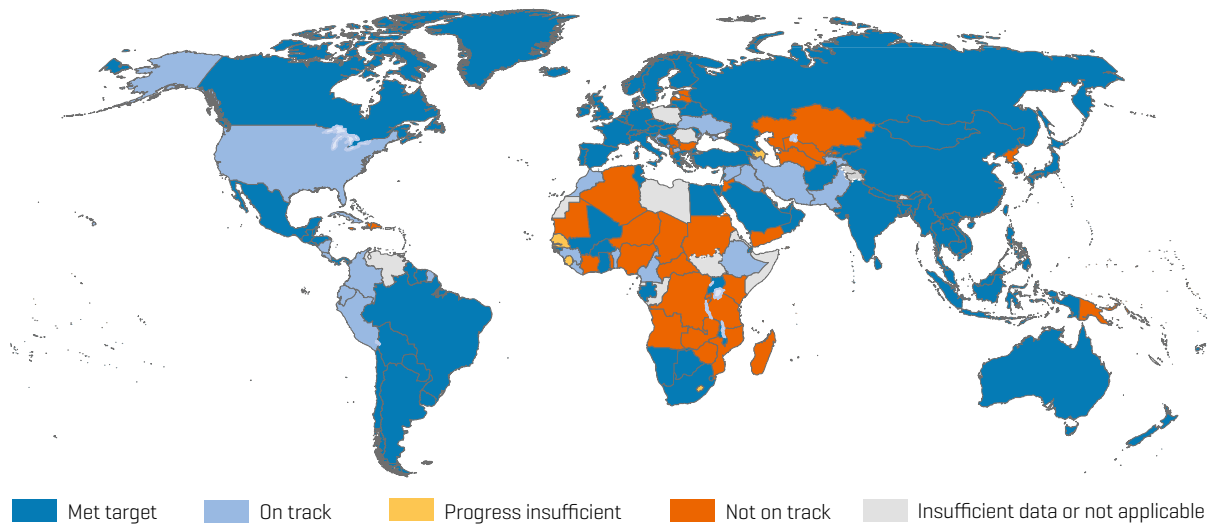 Met target
On track
Progress insufficient
Not on track
Insufficient data or not applicable